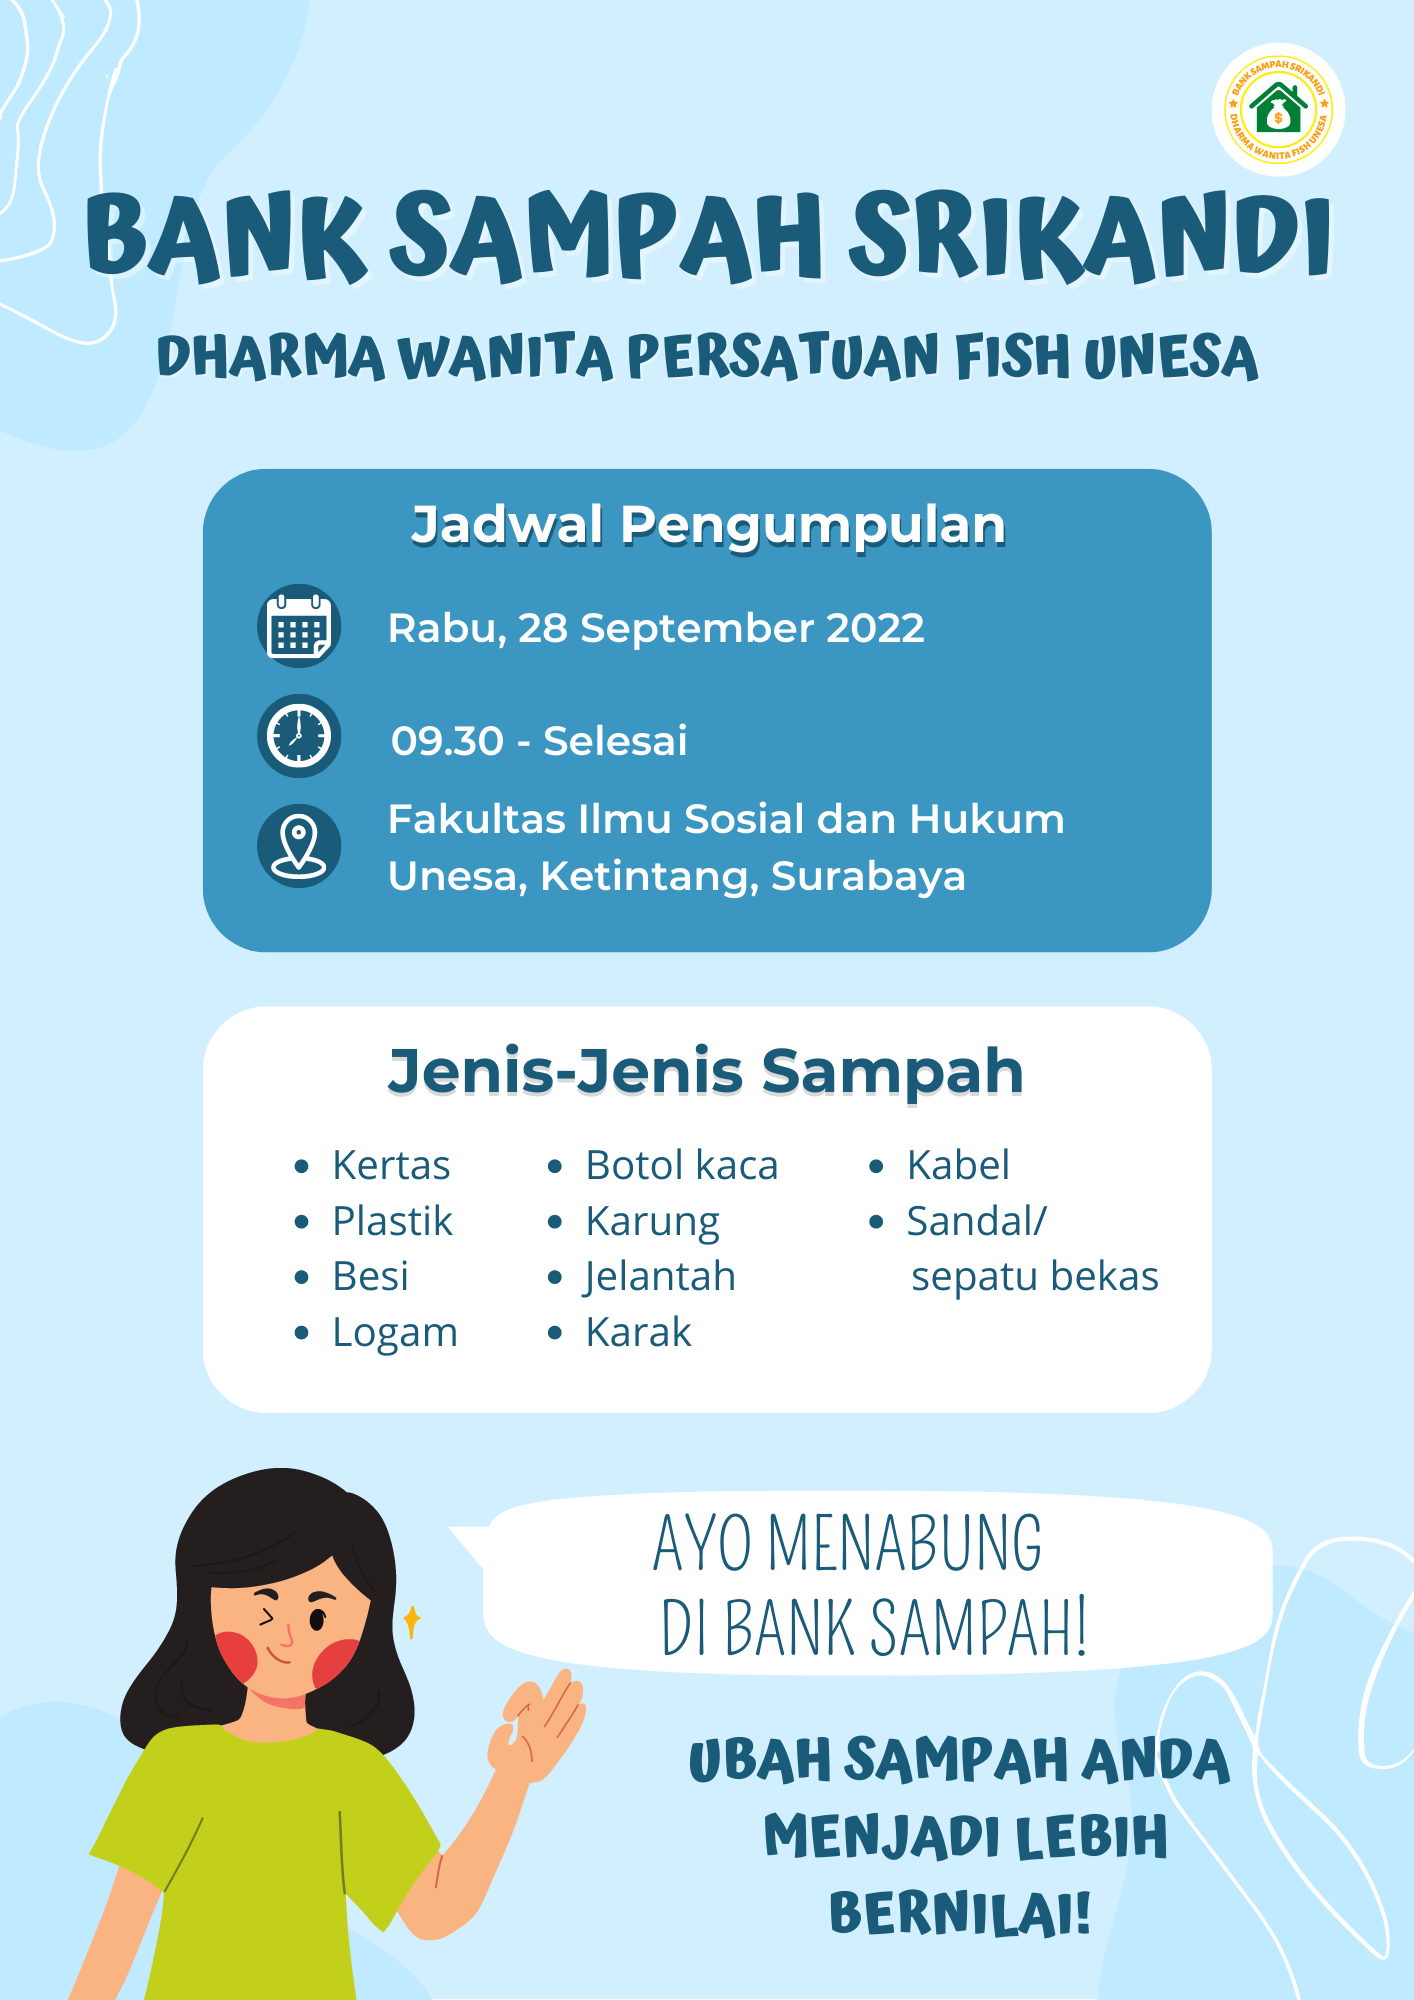 BANK SAMPAH SRIKANDI
DHARMA WANITA FISH UNESA
$
BANK SAMPAH SRIKANDI
DHARMA WANITA PERSATUAN FISH UNESA
Jadwal Pengumpulan
Rabu, 28 September 2022
09.30 - Selesai
Fakultas Ilmu Sosial dan Hukum
Unesa, Ketintang, Surabaya
Jenis-Jenis Sampah
• Kertas
• Plastik
• Besi
• Logam
• Botol kaca
• Karung
• Jelantah
• Karak
• Kabel
• Sandal/
sepatu bekas
AYO MENABUNG
DI BANK SAMPAH!
UBAH SAMPAH ANDA
MENJADI LEBIH
BERNILAI!